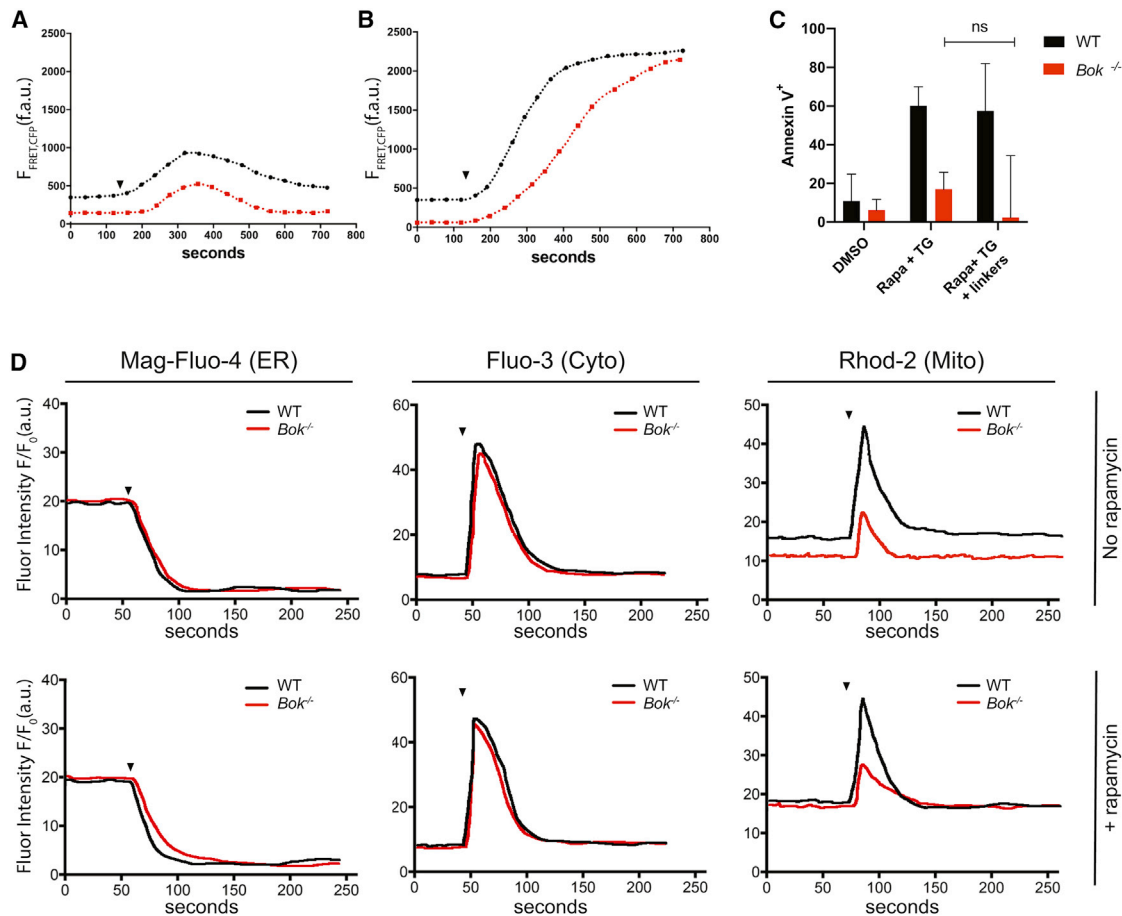 A
2500
2000
1500
1000
500
0
F FRET,CFP (f.a.u.)
0 100 200 300 400 500 600 700 800
seconds
B
2500
2000
1500
1000
500
0
F FRET,CFP (f.a.u.)
0 100 200 300 400 500 600 700 800
seconds
C
ns
WT
Bok -/-
100
80
60
40
20
0
Annexin V+
DMSO
Rapa + TG
Rapa+ TG
+ linkers
D
Mag-Fluo-4 (ER)
Fluo-3 (Cyto)
Rhod-2 (Mito)
Fluor Intensity F/F0(a.u.)
40
30
20
10
0
0 50 100 150 200 250
seconds
WT
Bok-/-
60
40
20
0
0 50 100 150 200 250
seconds
WT
Bok-/-
50
40
30
20
10
0
0 50 100 150 200 250
seconds
WT
Bok-/-
No rapamycin
Fluor Intensity F/F0(a.u.)
40
30
20
10
0
0 50 100 150 200 250
seconds
WT
Bok-/-
60
40
20
0
0 50 100 150 200 250
seconds
WT
Bok-/-
50
40
30
20
10
0
0 50 100 150 200 250
seconds
WT
Bok-/-
+ rapamycin